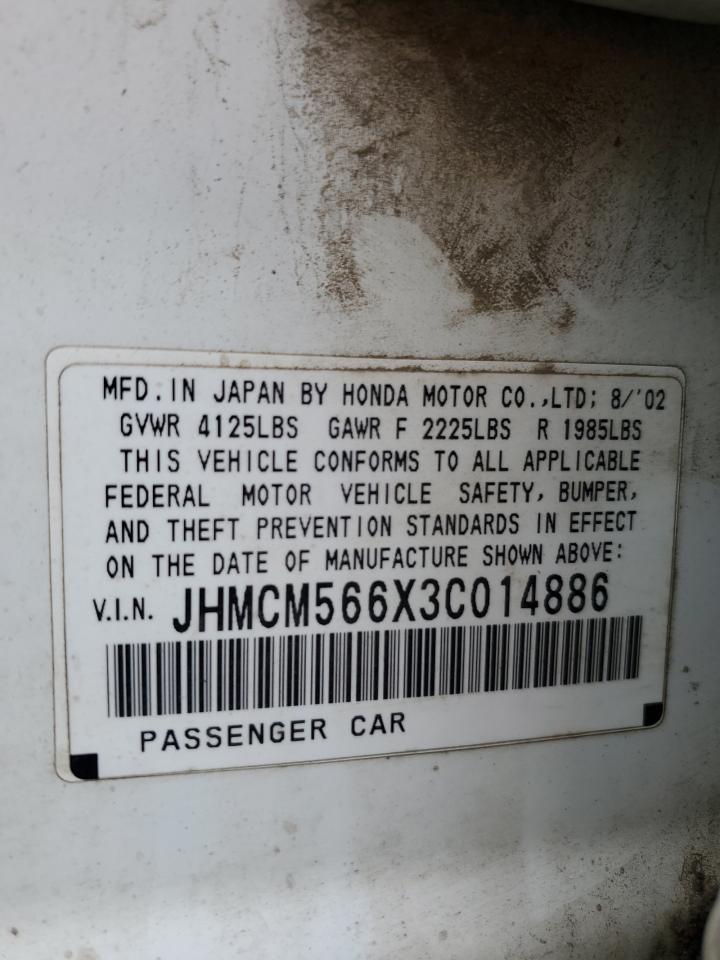 MFD. IN JAPAN BY HONDA MOTOR CO.,LTD; 8/'02
GVWR 4125LBS GAWR F 2225LBS R 1985LBS
THIS VEHICLE CONFORMS TO ALL APPLICABLE
FEDERAL MOTOR VEHICLE SAFETY, BUMPER,
AND THEFT PREVENTION STANDARDS IN EFFECT
ON THE DATE OF MANUFACTURE SHOWN ABOVE:
V.I.N. JHMCM566X3C014886
PASSENGER CAR